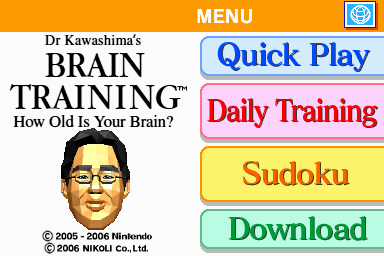 MENU
Dr Kawashima's
BRAIN
TRAINING™
How Old Is Your Brain?
© 2005 - 2006 Nintendo
© 2006 NIKOLI Co., Ltd.
Quick Play
Daily Training
Sudoku
Download